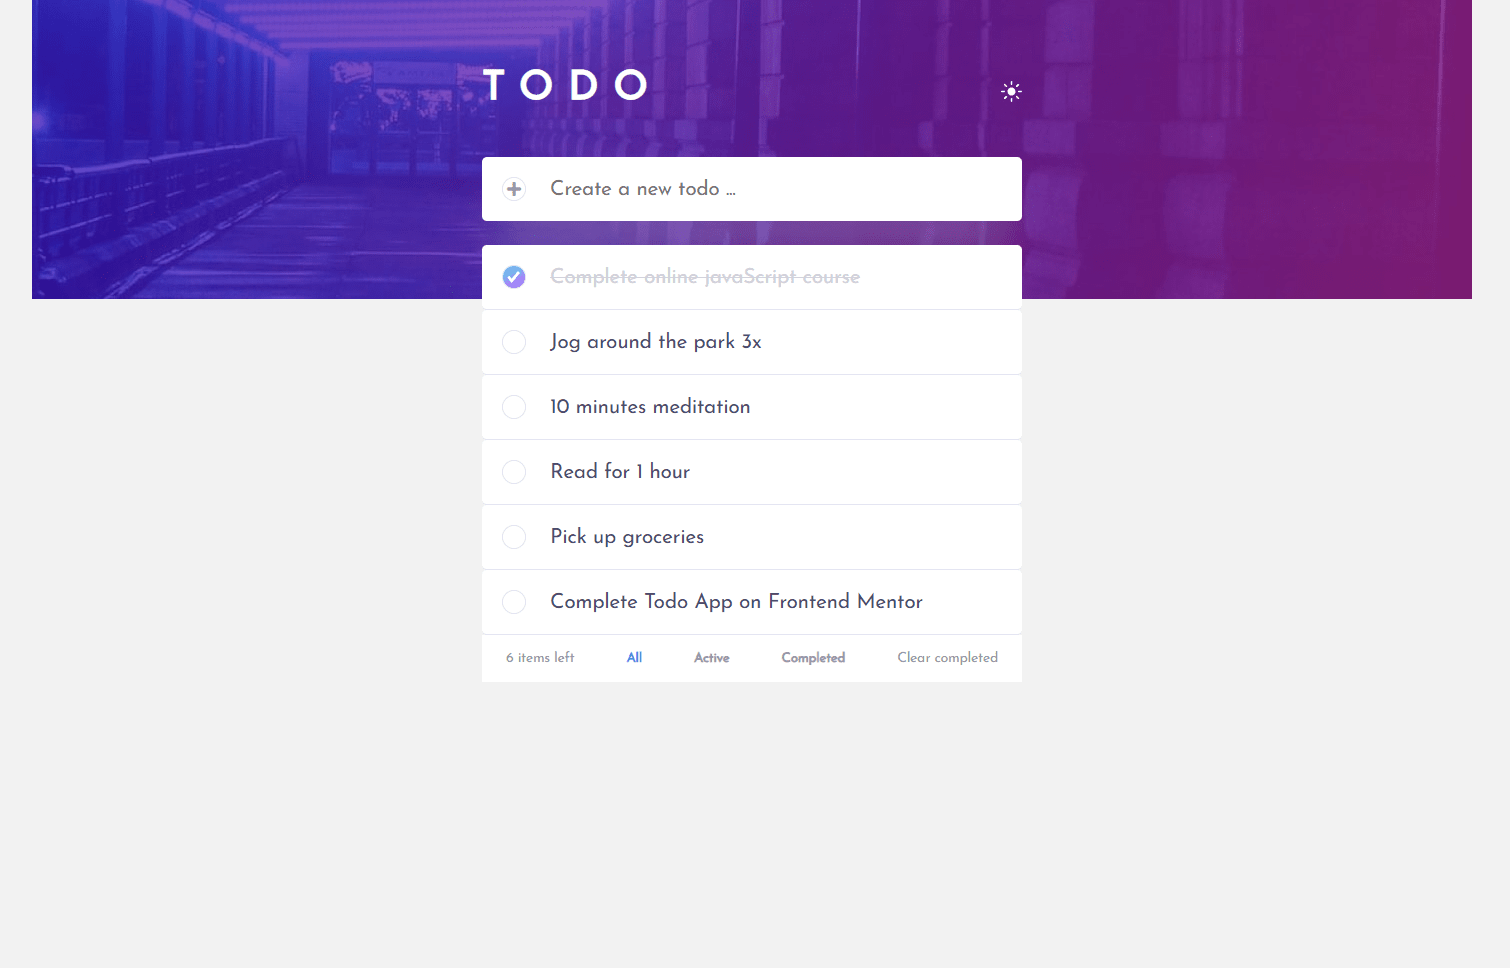 TODO
Create a new todo ...
Complete online javaScript course
Jog around the park 3x
10 minutes meditation
Read for 1 hour
Pick up groceries
Complete Todo App on Frontend Mentor
6 items left All Active Completed Clear completed